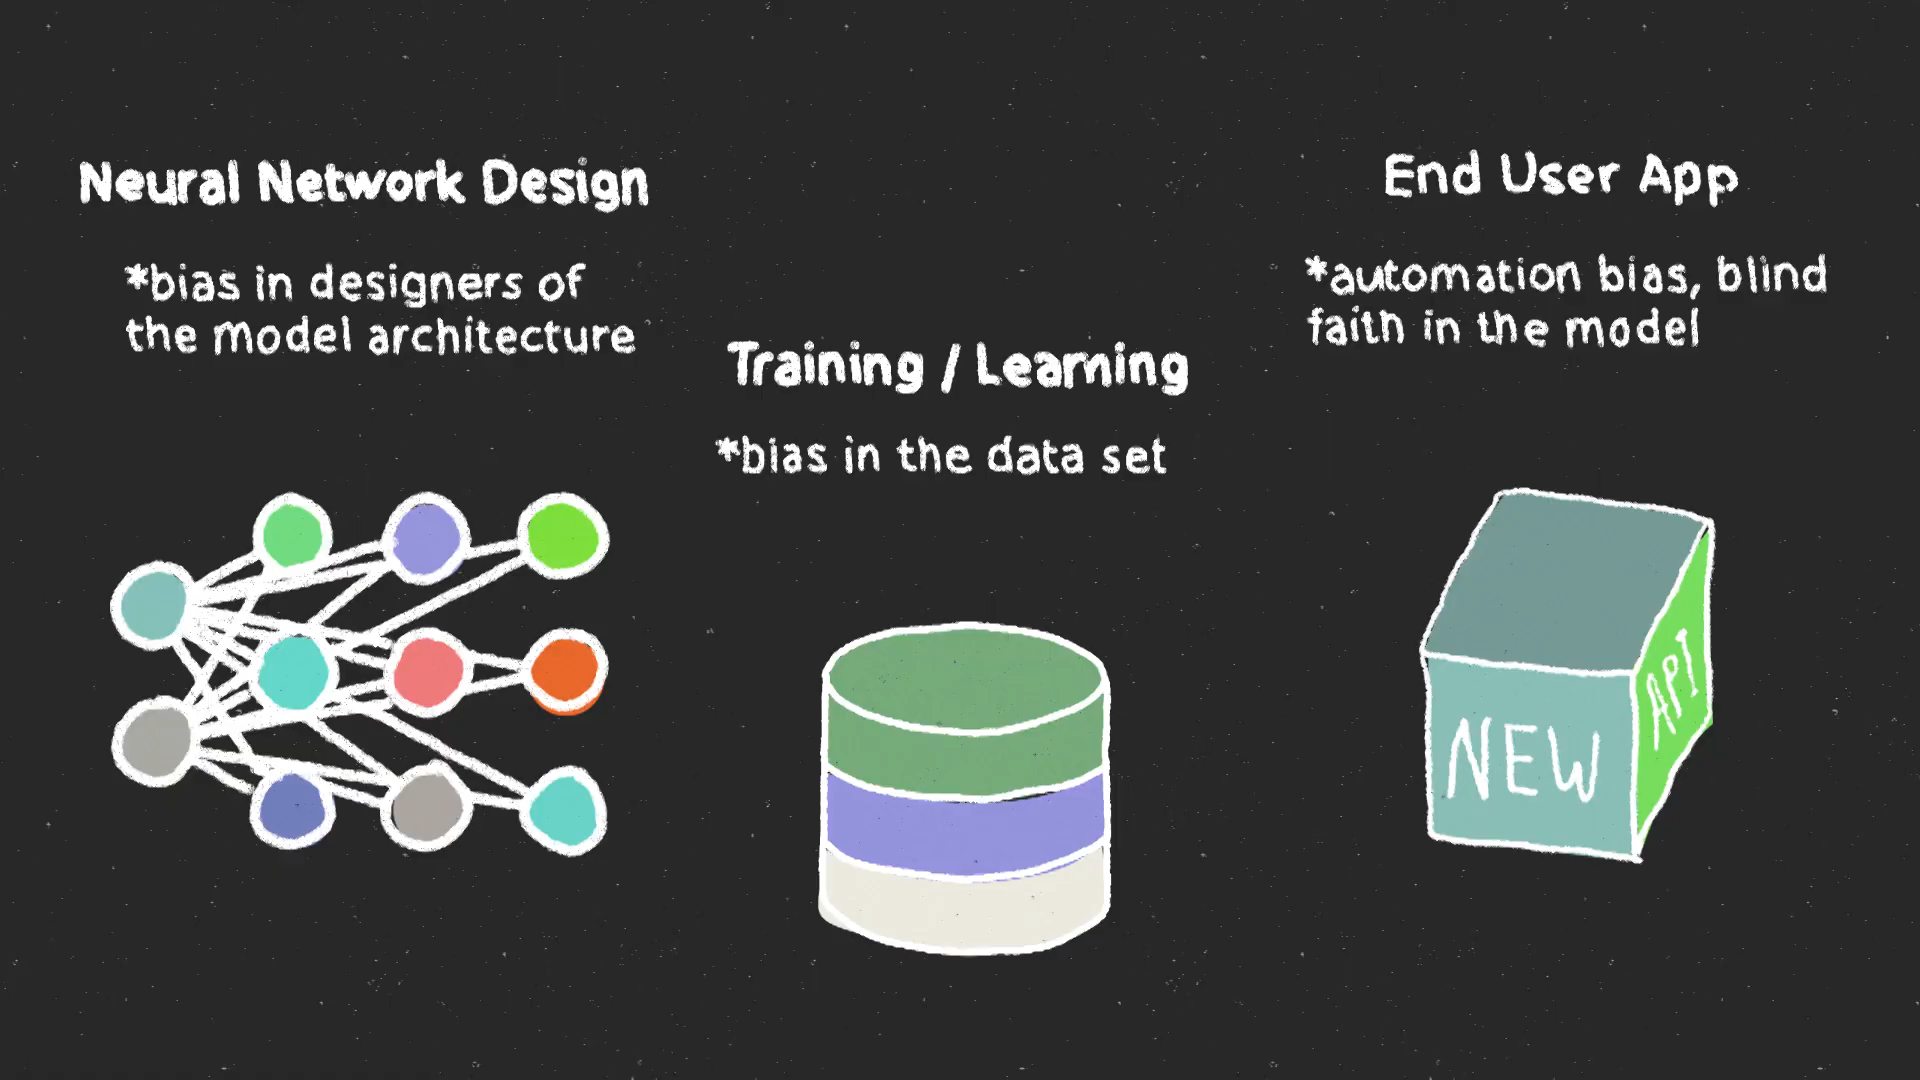 Neural Network Design
*bias in designers of
the model architecture
Training / Learning
*bias in the data set
End User App
*automation bias, blind
faith in the model
NEW
API